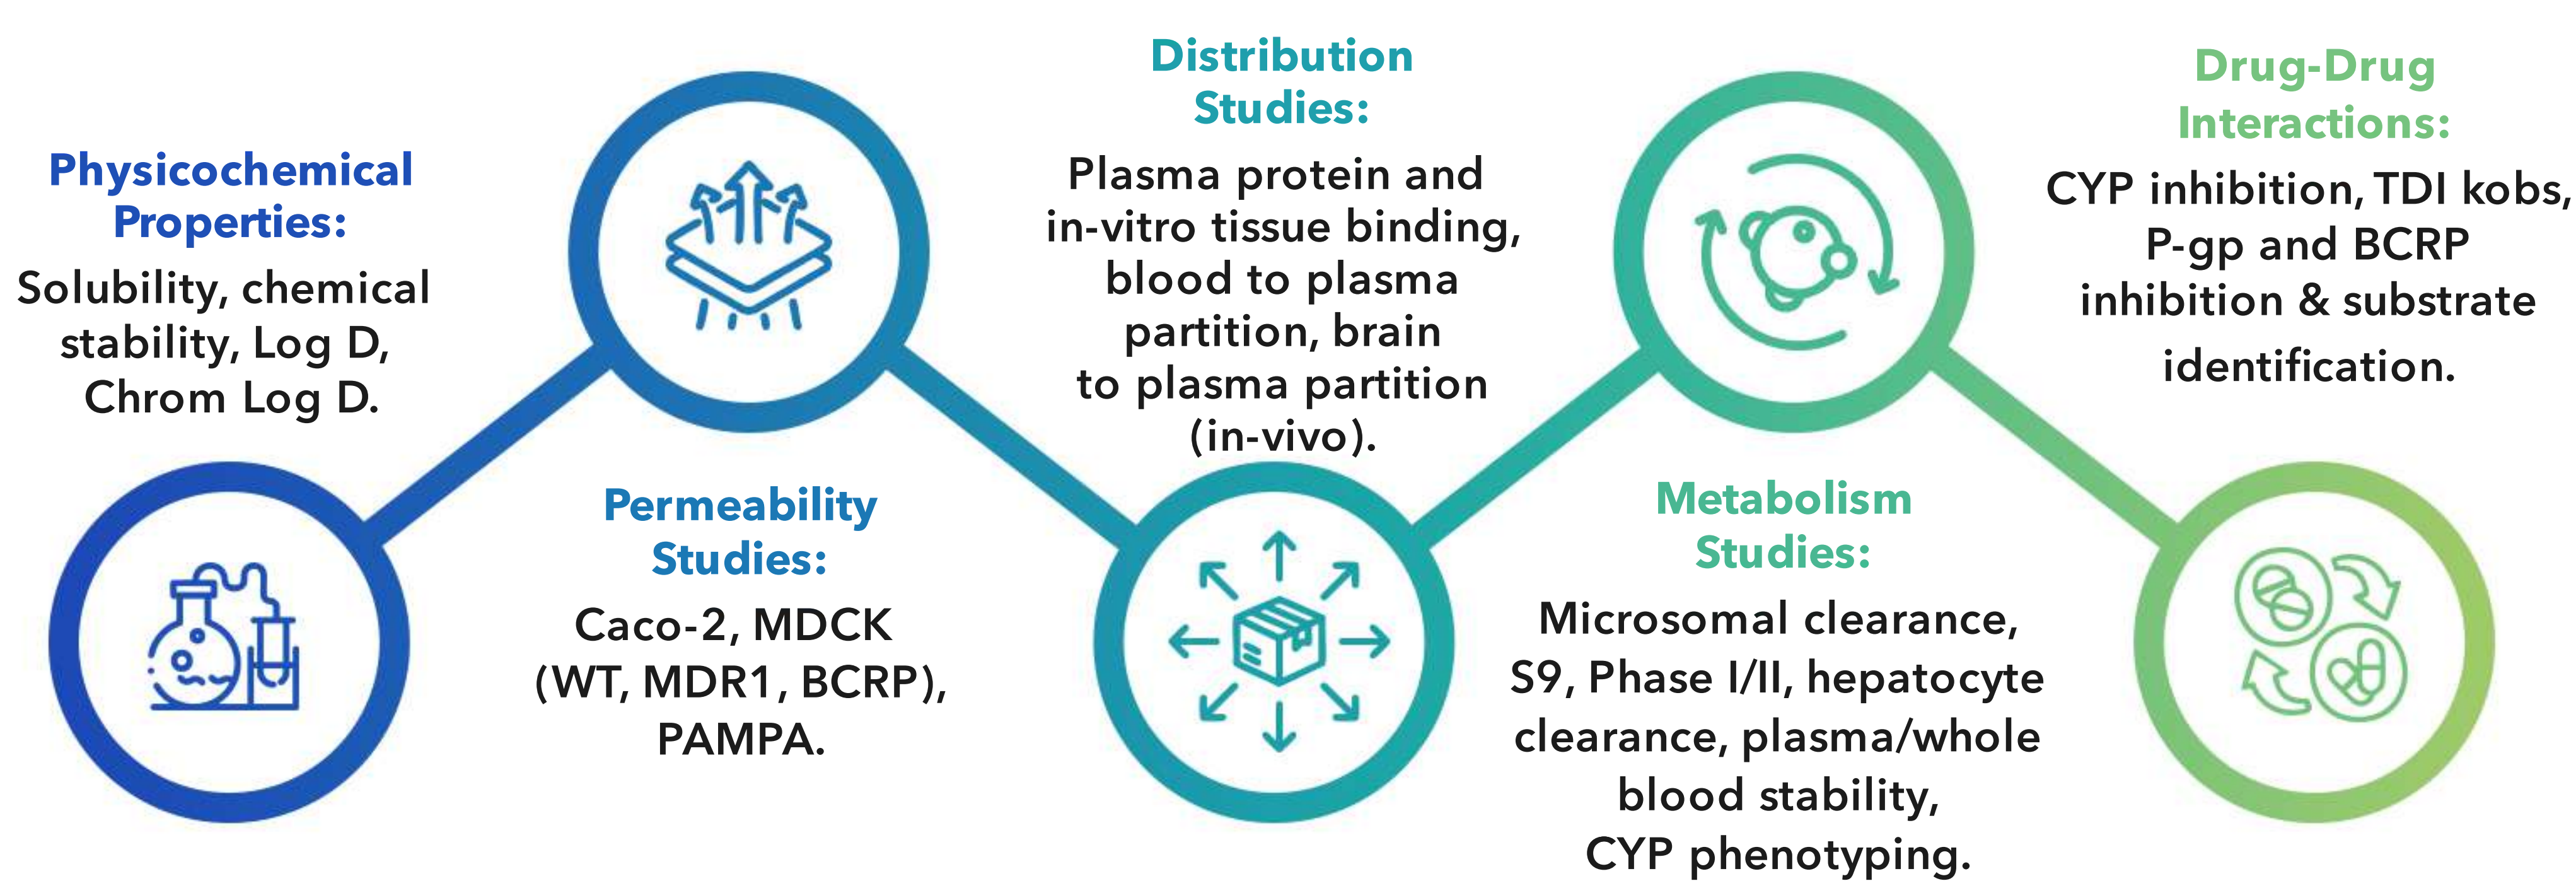 Physicochemical
Properties:
Solubility, chemical
stability, Log D,
Chrom Log D.
Permeability
Studies:
Caco-2, MDCK
(WT, MDR1, BCRP),
PAMPA.
Distribution
Studies:
Plasma protein and
in-vitro tissue binding,
blood to plasma
partition, brain
to plasma partition
(in-vivo).
Metabolism
Studies:
Microsomal clearance,
S9, Phase I/II, hepatocyte
clearance, plasma/whole
blood stability,
CYP phenotyping.
Drug-Drug
Interactions:
CYP inhibition, TDI kobs,
P-gp and BCRP
inhibition & substrate
identification.